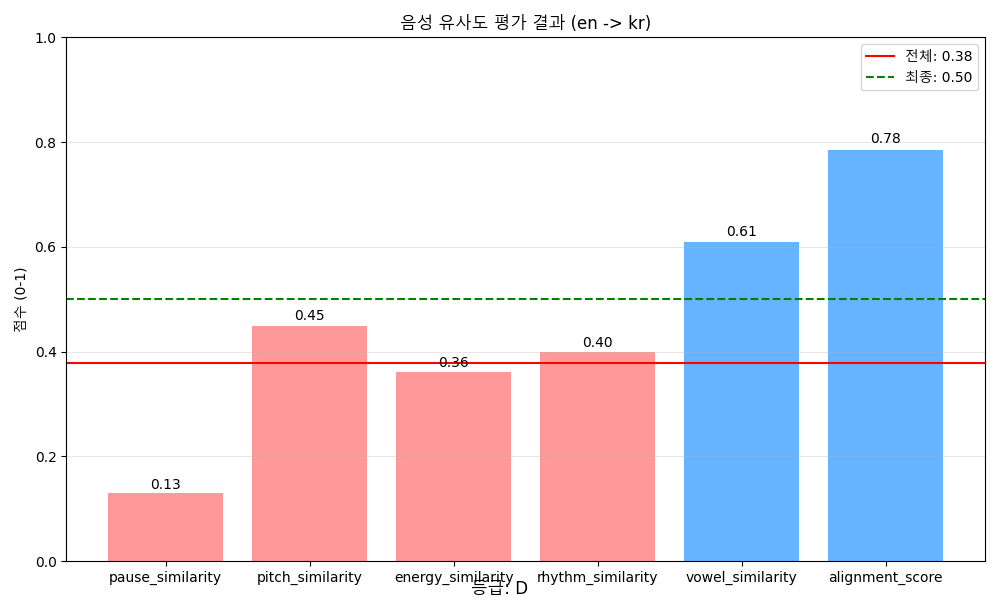 음성 유사도 평가 결과 (en -> kr)
전체: 0.38
최종: 0.50
점수 (0-1)
1.0
0.8
0.6
0.4
0.2
0.0
0.13
0.45
0.36
0.40
0.61
0.78
pause_similarity pitch_similarity energy_similarity rhythm_similarity vowel_similarity alignment_score
등급: D